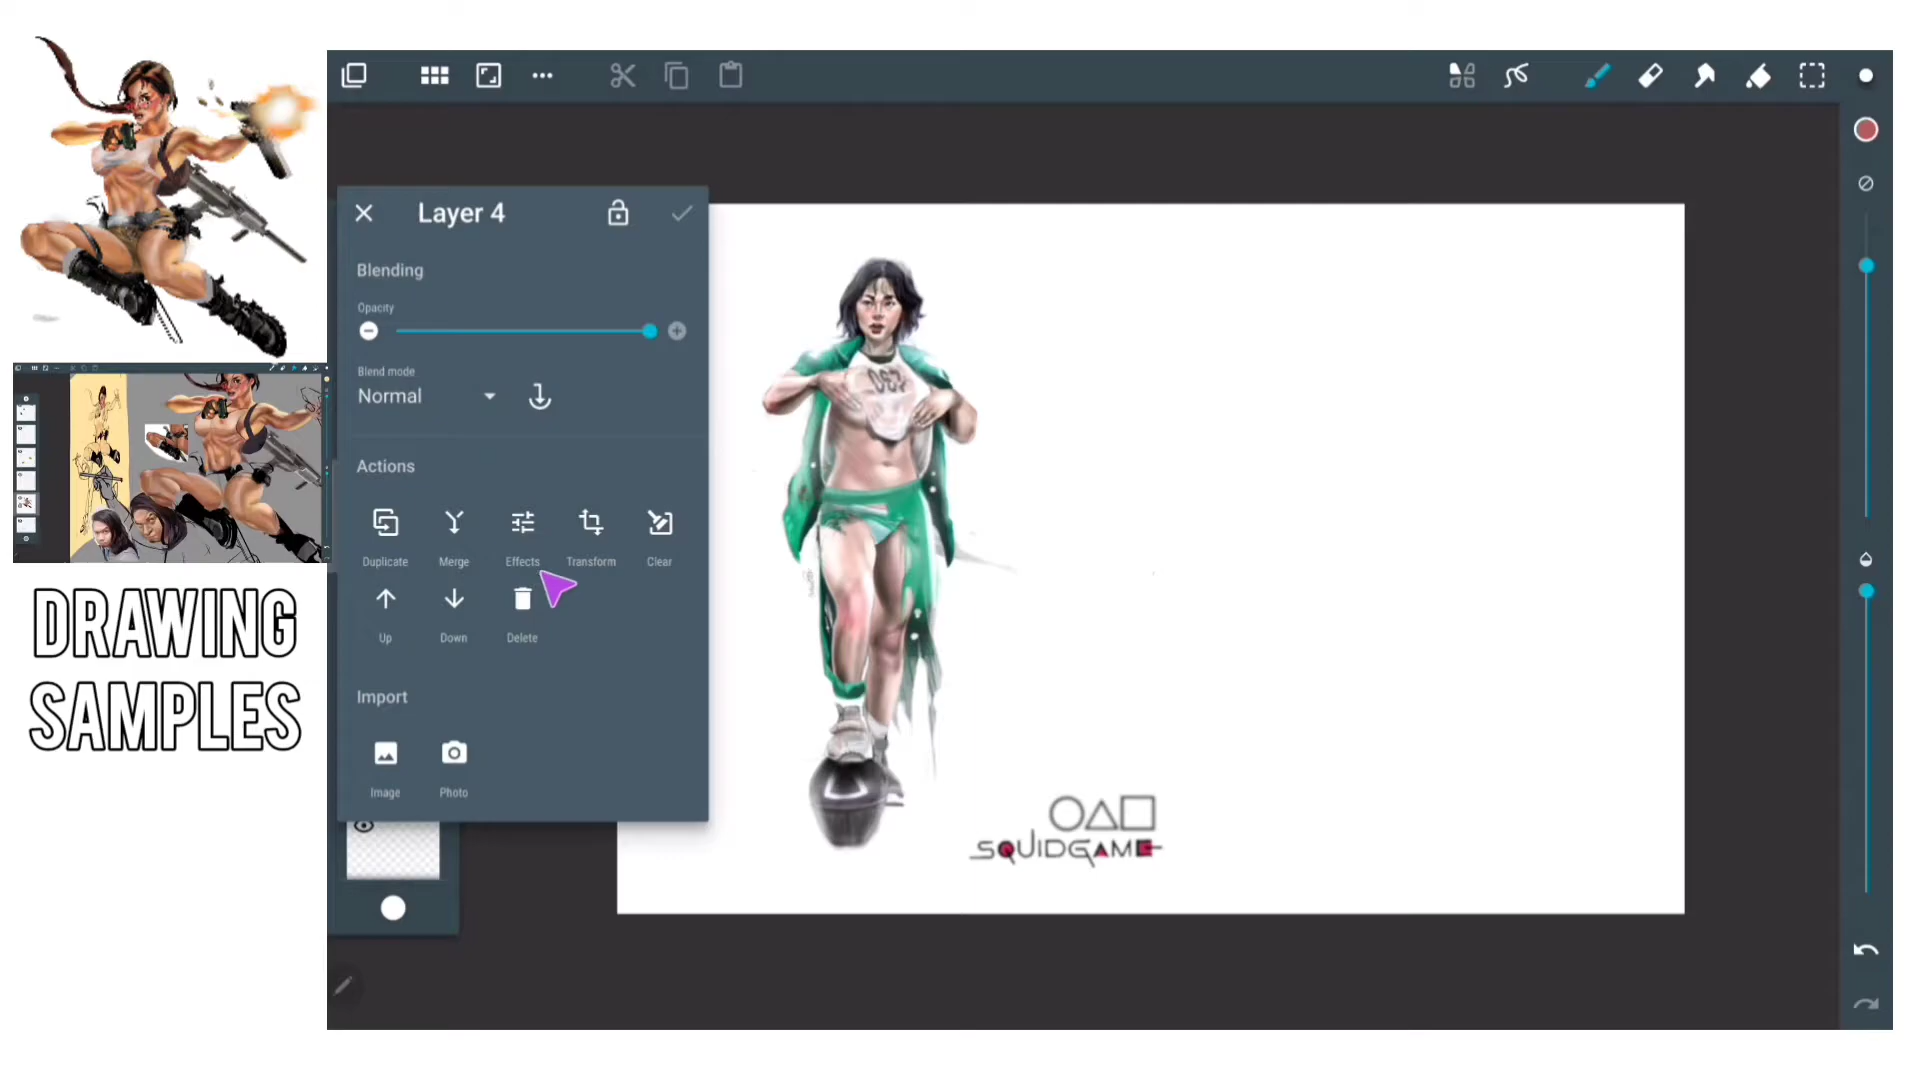 DRAWING
SAMPLES
Layer 4
Blending
Opacity
Blend mode
Normal
Actions
Duplicate
Merge
Effects
Transform
Clear
Up
Down
Delete
Import
Image
Photo
SQUIDGAME